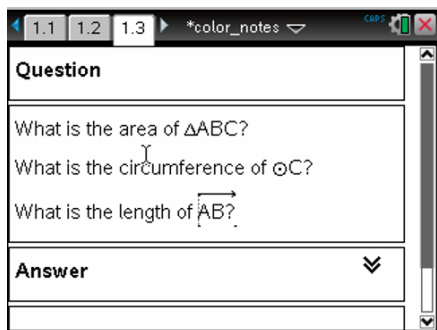 1.1 1.2 1.3 *color_notes CAPS
Question
What is the area of ΔABC?
What is the circumference of ⊙C?
What is the length of AB?
Answer